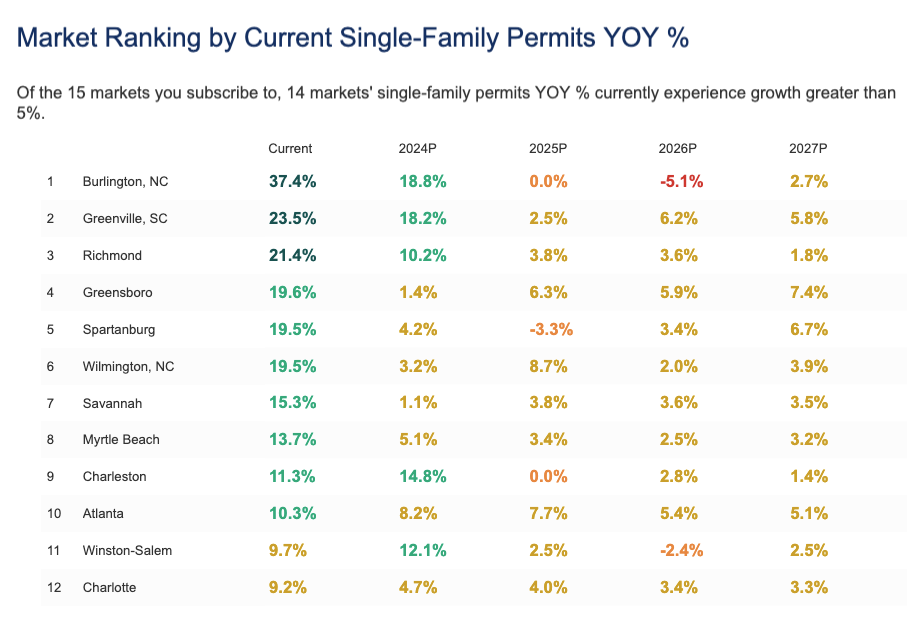 Market Ranking by Current Single-Family Permits YOY %
Of the 15 markets you subscribe to, 14 markets' single-family permits YOY % currently experience growth greater than
5%.
Current 2024P 2025P 2026P 2027P
1 Burlington, NC 37.4% 18.8% 0.0% -5.1% 2.7%
2 Greenville, SC 23.5% 18.2% 2.5% 6.2% 5.8%
3 Richmond 21.4% 10.2% 3.8% 3.6% 1.8%
4 Greensboro 19.6% 1.4% 6.3% 5.9% 7.4%
5 Spartanburg 19.5% 4.2% -3.3% 3.4% 6.7%
6 Wilmington, NC 19.5% 3.2% 8.7% 2.0% 3.9%
7 Savannah 15.3% 1.1% 3.8% 3.6% 3.5%
8 Myrtle Beach 13.7% 5.1% 3.4% 2.5% 3.2%
9 Charleston 11.3% 14.8% 0.0% 2.8% 1.4%
10 Atlanta 10.3% 8.2% 7.7% 5.4% 5.1%
11 Winston-Salem 9.7% 12.1% 2.5% -2.4% 2.5%
12 Charlotte 9.2% 4.7% 4.0% 3.4% 3.3%